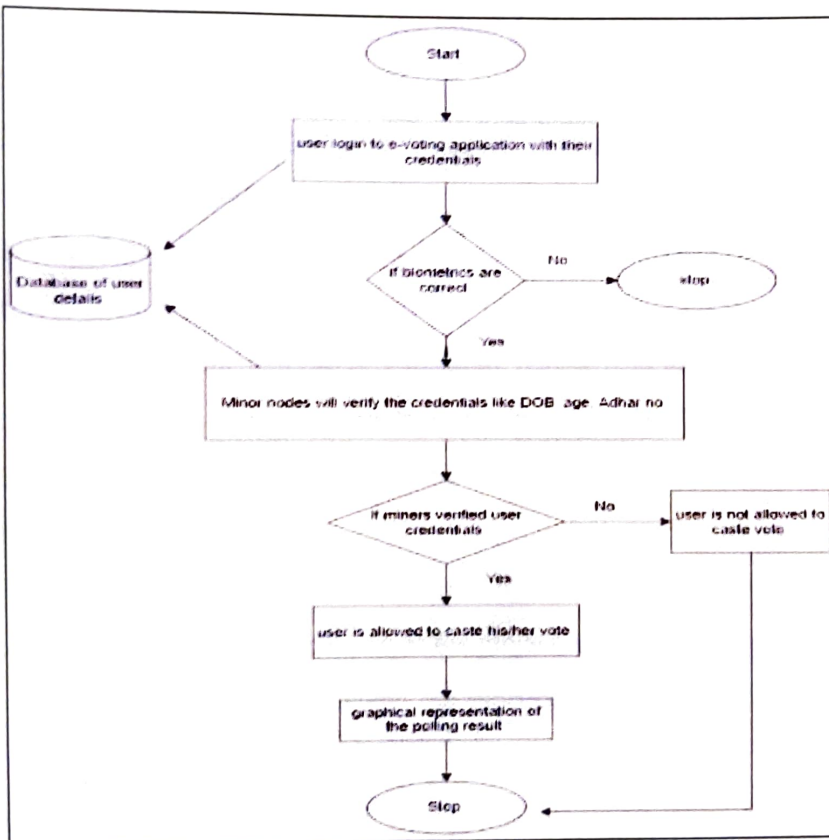 Start
user login to e-voting application with their
credentials
Database of user
details
If biometrics are
correct
No
stop
Yes
Minor nodes will verify the credentials like DOB age Adhar no
If miners verified user
credentials
No
user is not allowed to
caste vote
Yes
user is allowed to caste his/her vote
graphical representation of
the polling result
Stop